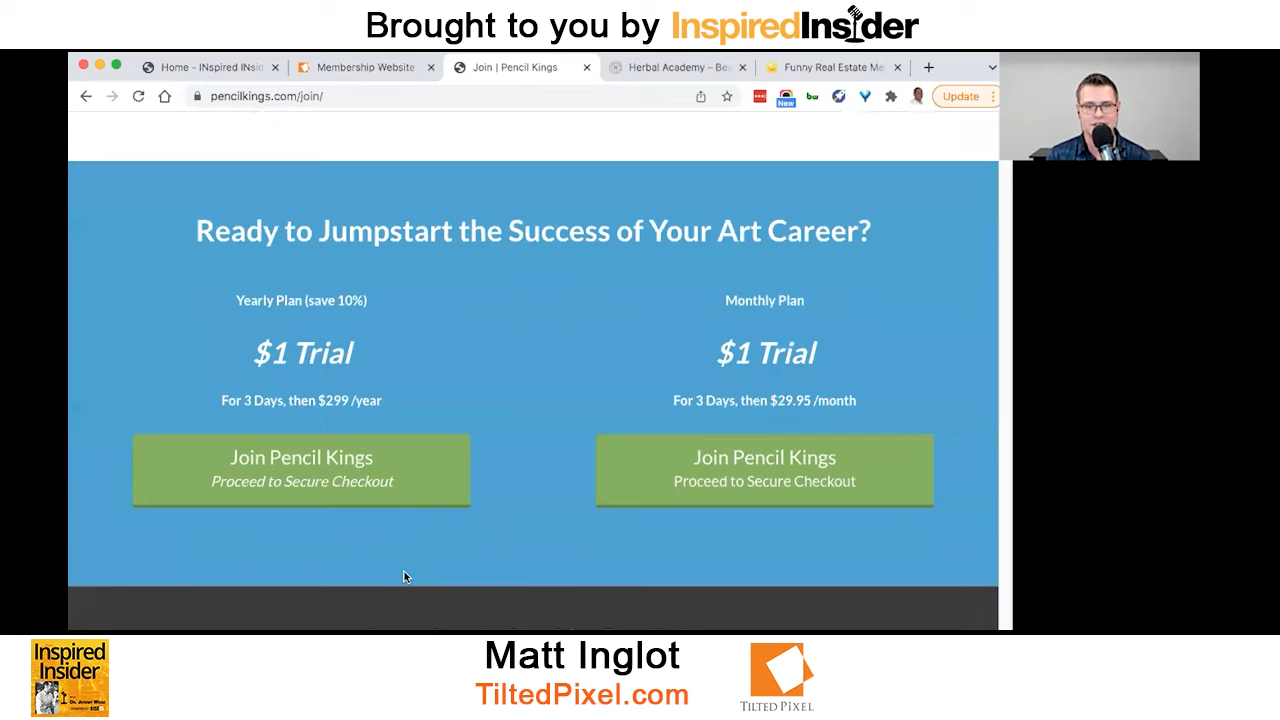 Brought to you by InspiredInsider
Home - INspired INsic
Membership Website
Join | Pencil Kings
Herbal Academy – Be
Funny Real Estate Me
pencilkings.com/join/
New
bw
Update
Ready to Jumpstart the Success of Your Art Career?
Yearly Plan (save 10%)
$1 Trial
For 3 Days, then $299 /year
Join Pencil Kings
Proceed to Secure Checkout
Monthly Plan
$1 Trial
For 3 Days, then $29.95 /month
Join Pencil Kings
Proceed to Secure Checkout
Inspired
Insider
Matt Inglot
TiltedPixel.com
TILTED PIXEL